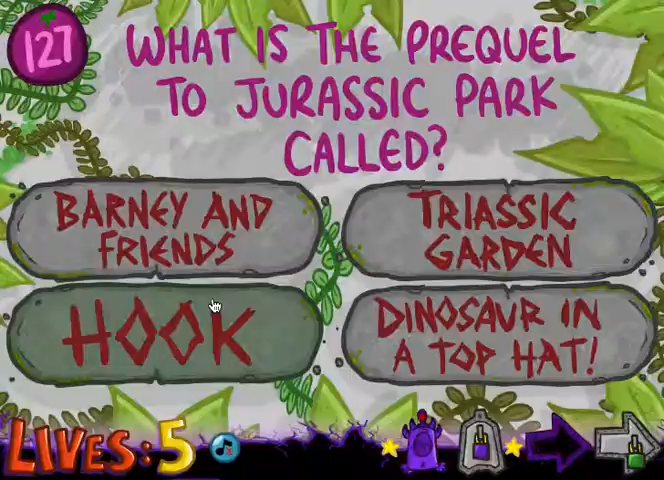 127
WHAT IS THE PREQUEL
TO JURASSIC PARK
CALLED?
BARNEY AND
FRIENDS
TRIASSIC
GARDEN
HOOK
DINOSAUR IN
A TOP HAT!
LIVES: 5